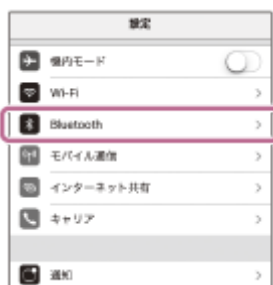 設定
機内モード
Wi-Fi
Bluetooth
モバイル通信
インターネット共有
キャリア
通知